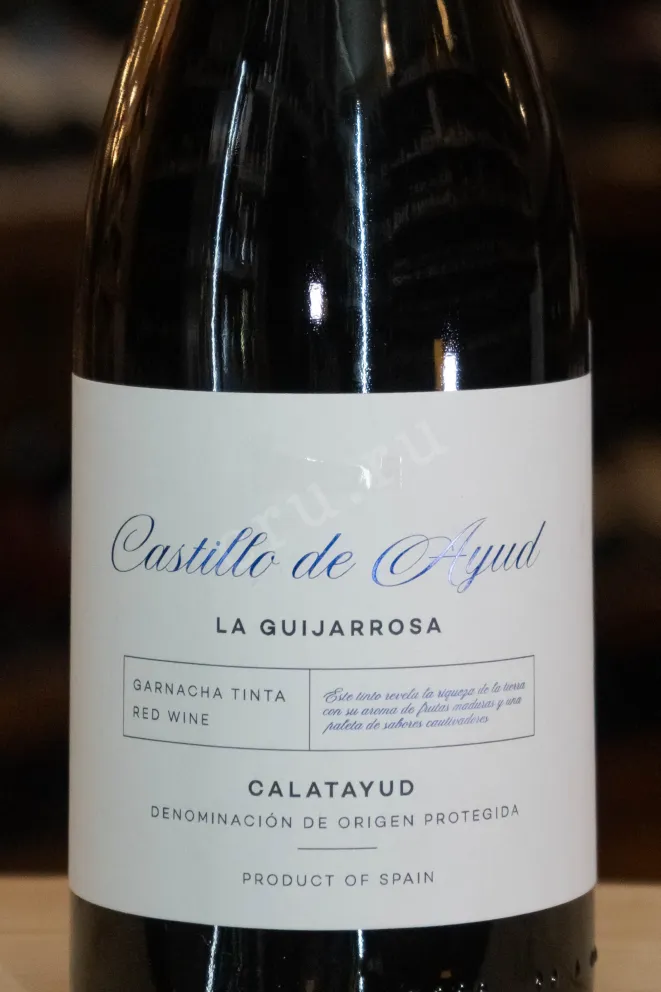 Castillo de Ayud
LA GUIJARROSA
GARNACHA TINTA
RED WINE
Este tinto revela la riqueza de la tierra
con su aroma de frutas maduras y una
paleta de sabores cautivadores
CALATAYUD
DENOMINACIÓN DE ORIGEN PROTEGIDA
PRODUCT OF SPAIN